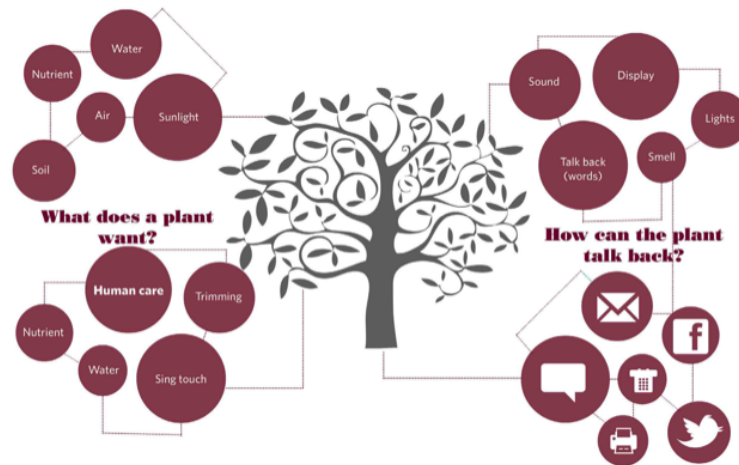 Water
Nutrient
Air
Sunlight
Soil
What does a plant
want?
Human care
Trimming
Nutrient
Water
Sing touch
Sound
Display
Lights
Talk back
(words)
Smell
How can the plant
talk back?
f